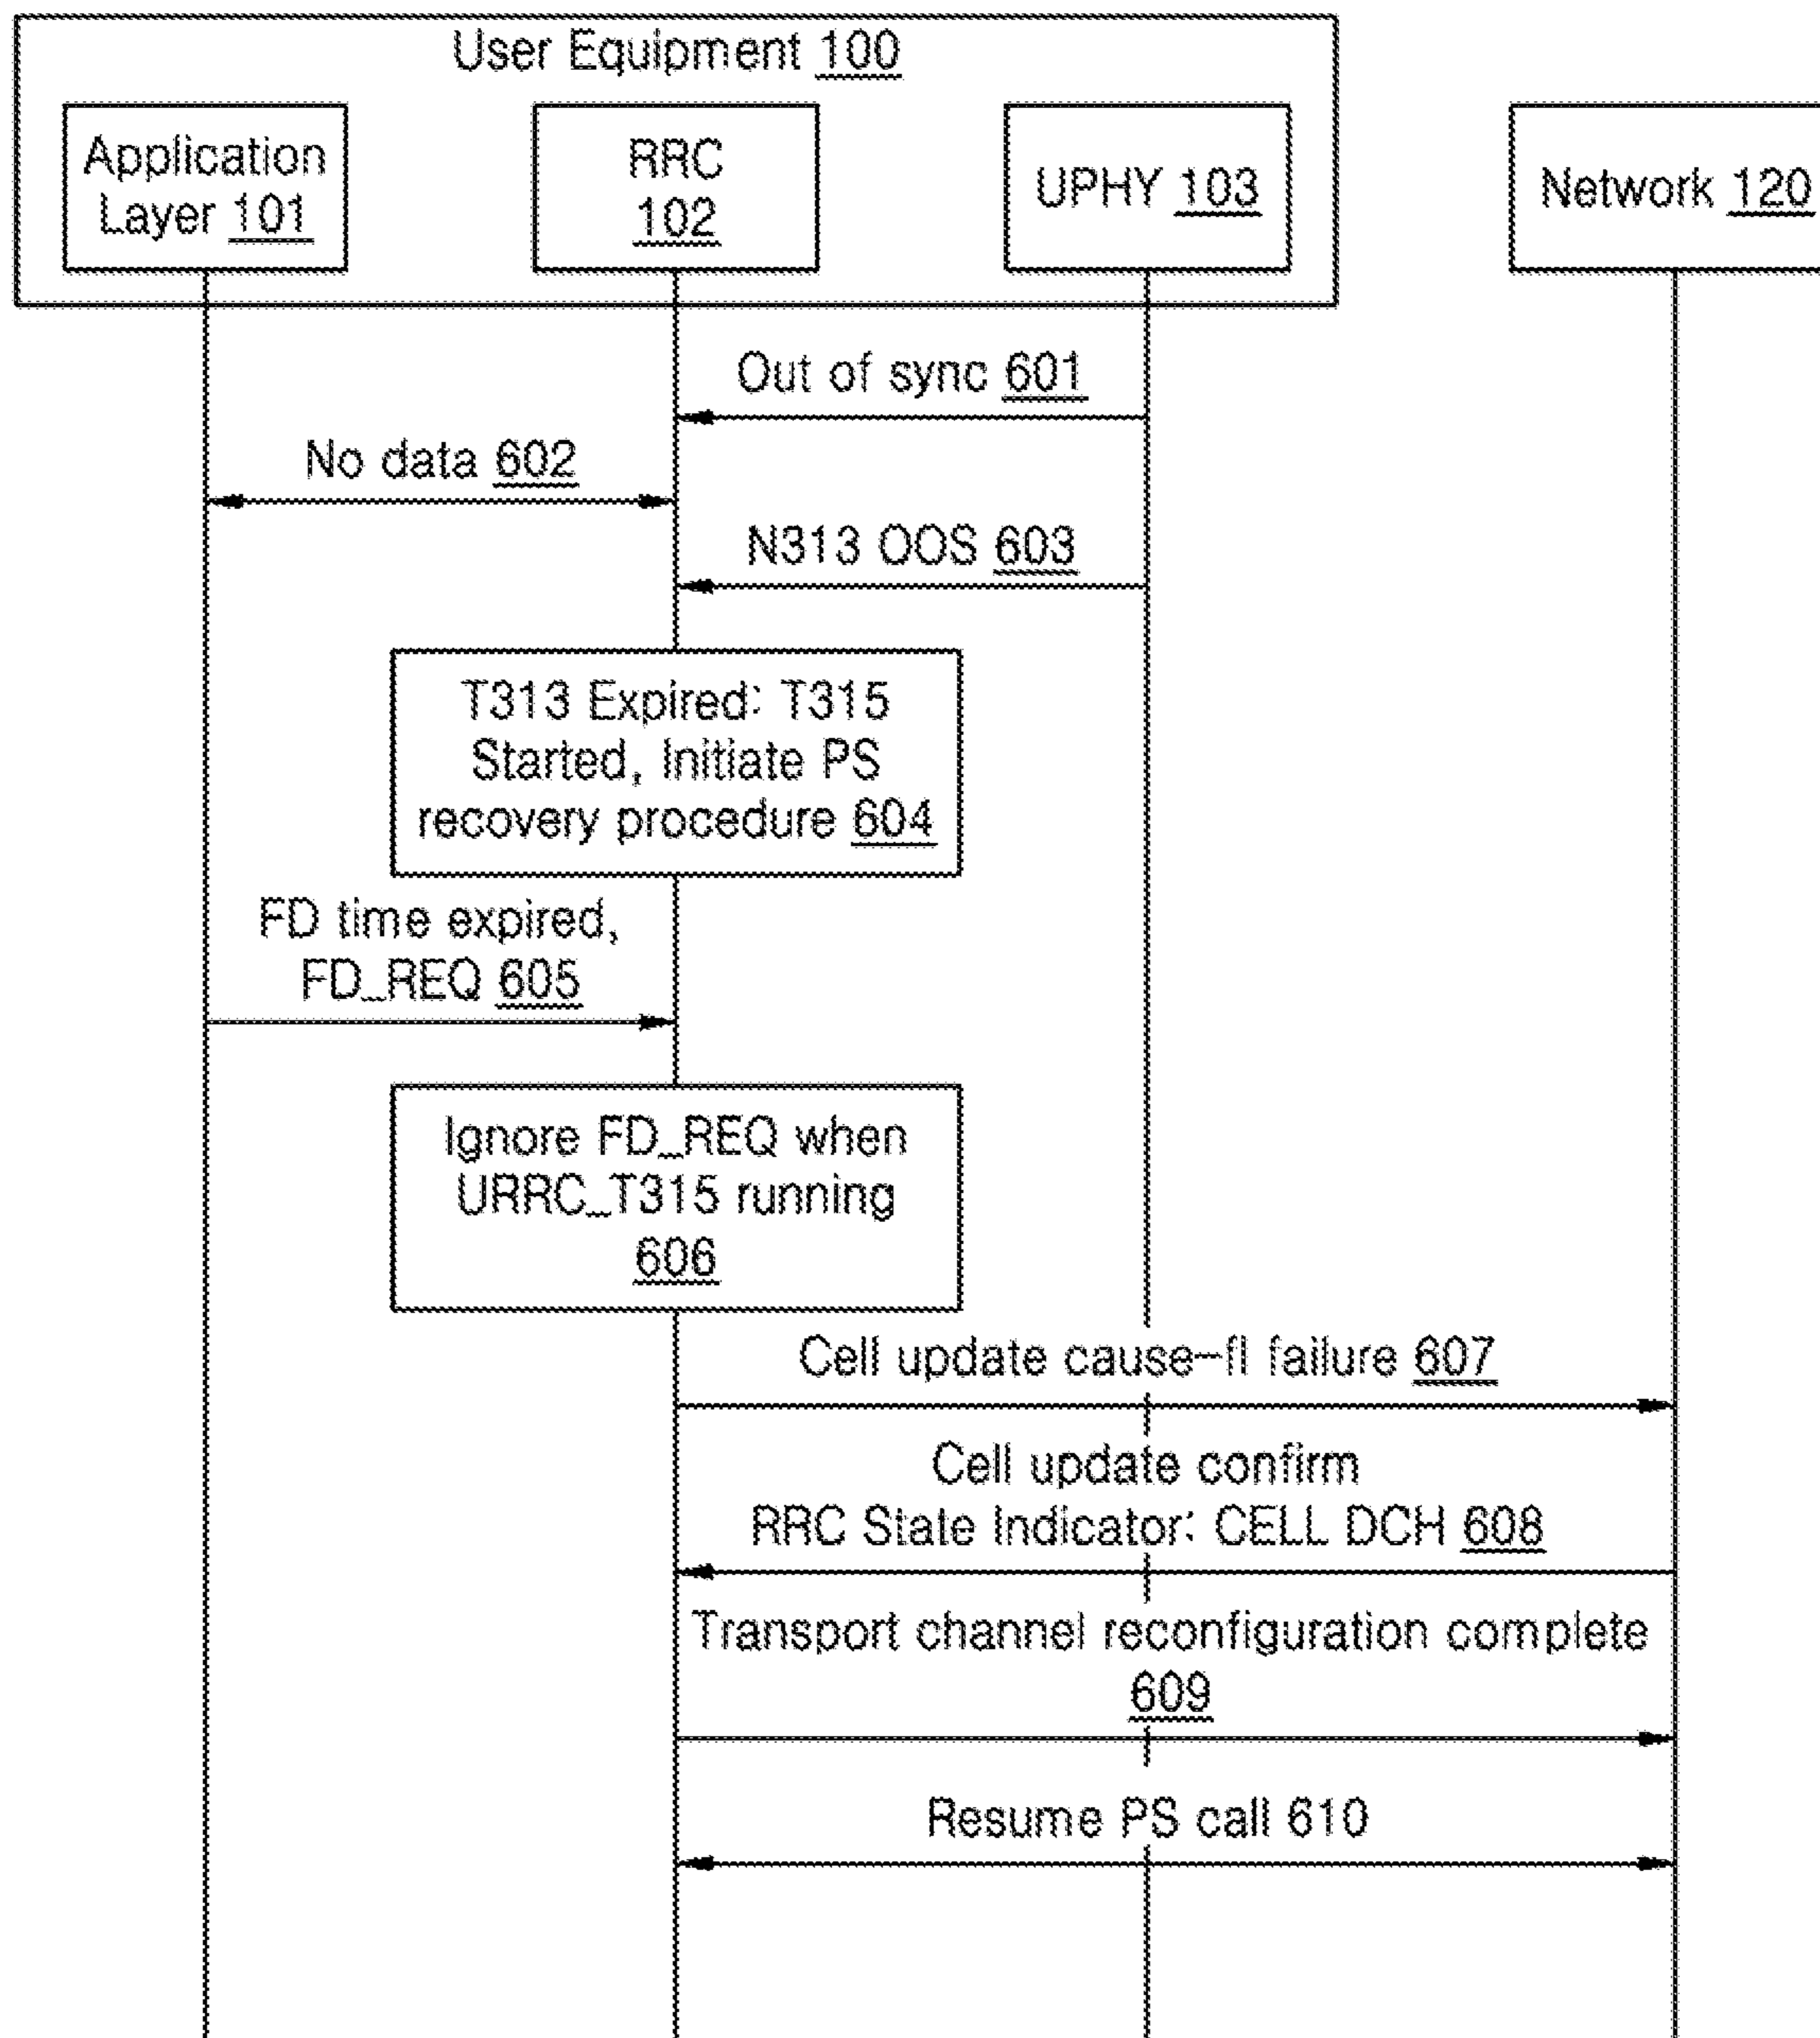 User Equipment 100
Application
Layer 101
RRC
102
UPHY 103
Network 120
Out of sync 601
No data 602
N313 OOS 603
T313 Expired: T315
Started, Initiate PS
recovery procedure 604
FD time expired,
FD_REQ 605
Ignore FD_REQ when
URRC_T315 running
606
Cell update cause-fl failure 607
Cell update confirm
RRC State Indicator: CELL DCH 608
Transport channel reconfiguration complete
609
Resume PS call 610